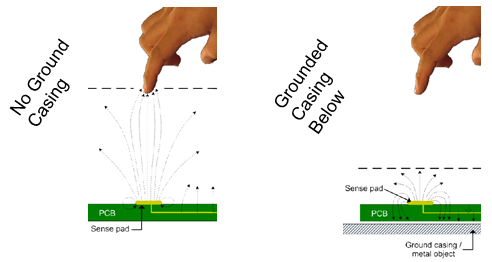 No Ground
Casing
PCB
Sense pad
Grounded
Casing
Below
Sense pad
PCB
Ground casing /
metal object